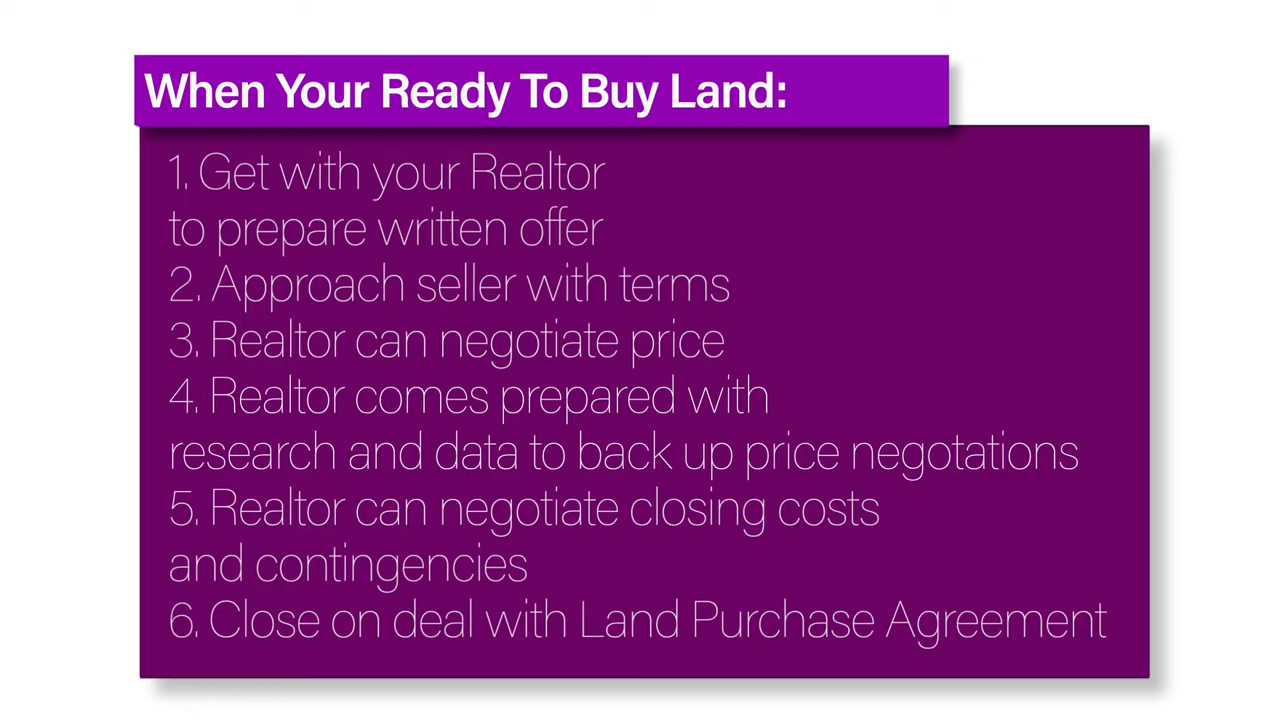 When Your Ready To Buy Land:
1. Get with your Realtor
to prepare written offer
2. Approach seller with terms
3. Realtor can negotiate price
4. Realtor comes prepared with
research and data to back up price negotations
5. Realtor can negotiate closing costs
and contingencies
6. Close on deal with Land Purchase Agreement